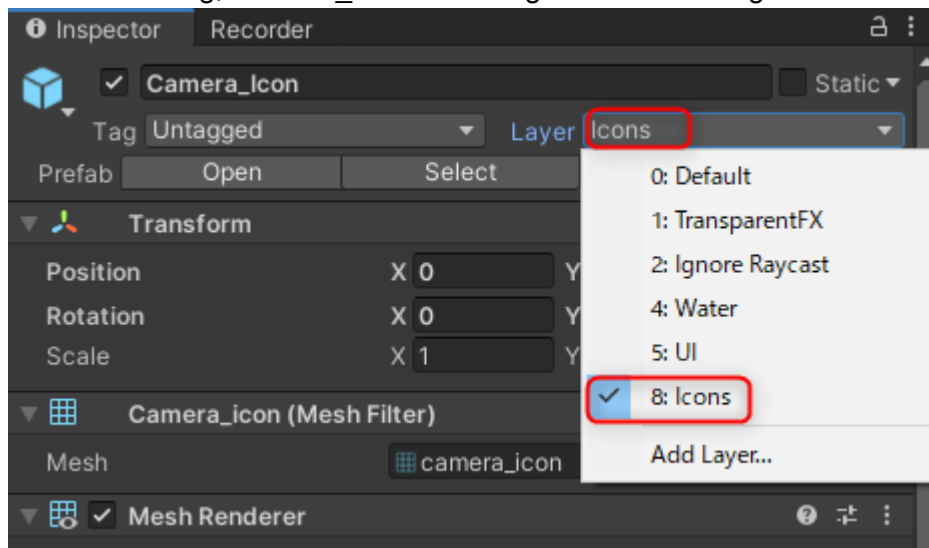 Inspector Recorder
Camera_Icon Static
Tag Untagged Layer Icons
Prefab Open Select
0: Default
1: TransparentFX
2: Ignore Raycast
4: Water
5: UI
8: Icons
Add Layer...
Transform
Position X 0 Y
Rotation X 0 Y
Scale X 1 Y
Camera_icon (Mesh Filter)
Mesh camera_icon
Mesh Renderer